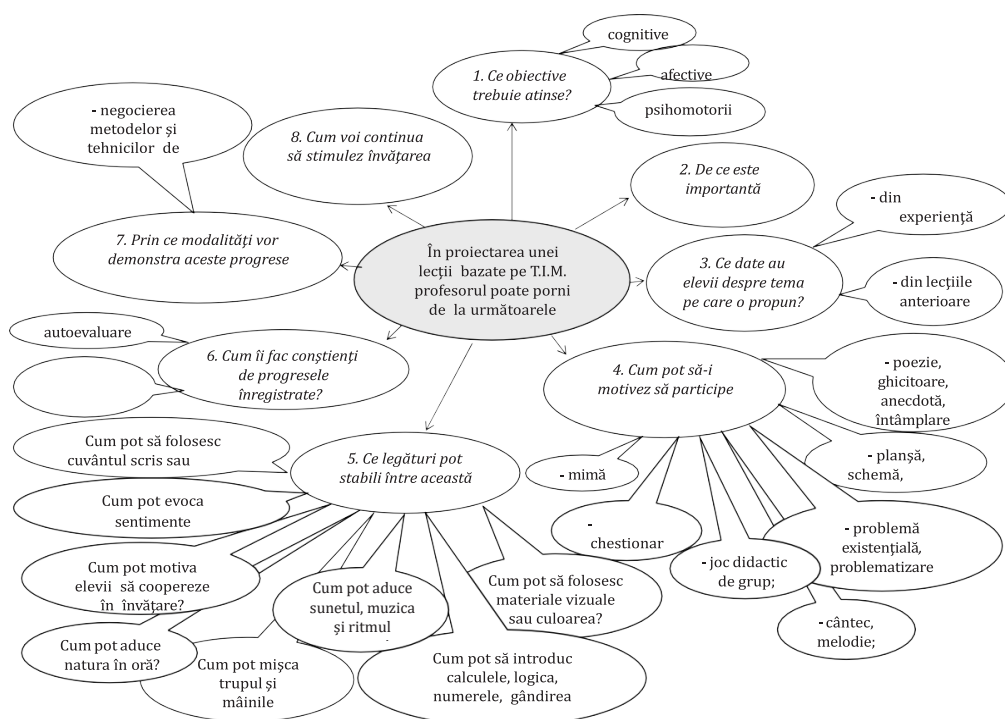 În proiectarea unei
lecții bazate pe T.I.M.
profesorul poate porni
de la următoarele
1. Ce obiective
trebuie atinse?
cognitive
afective
psihomotorii
2. De ce este
importantă
3. Ce date au
elevii despre tema
pe care o propun?
- din
experiență
- din lecțiile
anterioare
4. Cum pot să-i
motivez să participe
- poezie,
ghicitoare,
anecdotă,
întâmplare
- planșă,
schemă,
- problemă
existențială,
problematizare
- cântec,
melodie;
- joc didactic
de grup;
-
chestionar
- mimă
5. Ce legături pot
stabili între această
Cum pot să folosesc
cuvântul scris sau
Cum pot evoca
sentimente
Cum pot motiva
elevii să coopereze
în învățare?
Cum pot aduce
natura în oră?
Cum pot mișca
trupul și
mâinile
Cum pot aduce
sunetul, muzica
și ritmul
Cum pot să introduc
calculele, logica,
numerele, gândirea
Cum pot să folosesc
materiale vizuale
sau culoarea?
6. Cum îi fac conștienți
de progresele
înregistrate?
autoevaluare
7. Prin ce modalități vor
demonstra aceste progrese
- negocierea
metodelor și
tehnicilor de
8. Cum voi continua
să stimulez învățarea